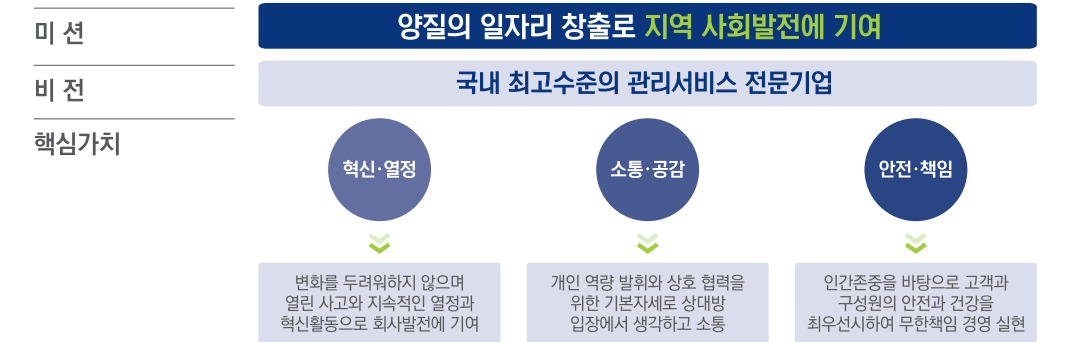 미 션
양질의 일자리 창출로 지역 사회발전에 기여
비 전
국내 최고수준의 관리서비스 전문기업
핵심가치
혁신·열정
소통·공감
안전·책임
변화를 두려워하지 않으며
열린 사고와 지속적인 열정과
혁신활동으로 회사발전에 기여
개인 역량 발휘와 상호 협력을
위한 기본자세로 상대방
입장에서 생각하고 소통
인간존중을 바탕으로 고객과
구성원의 안전과 건강을
최우선시하여 무한책임 경영 실현